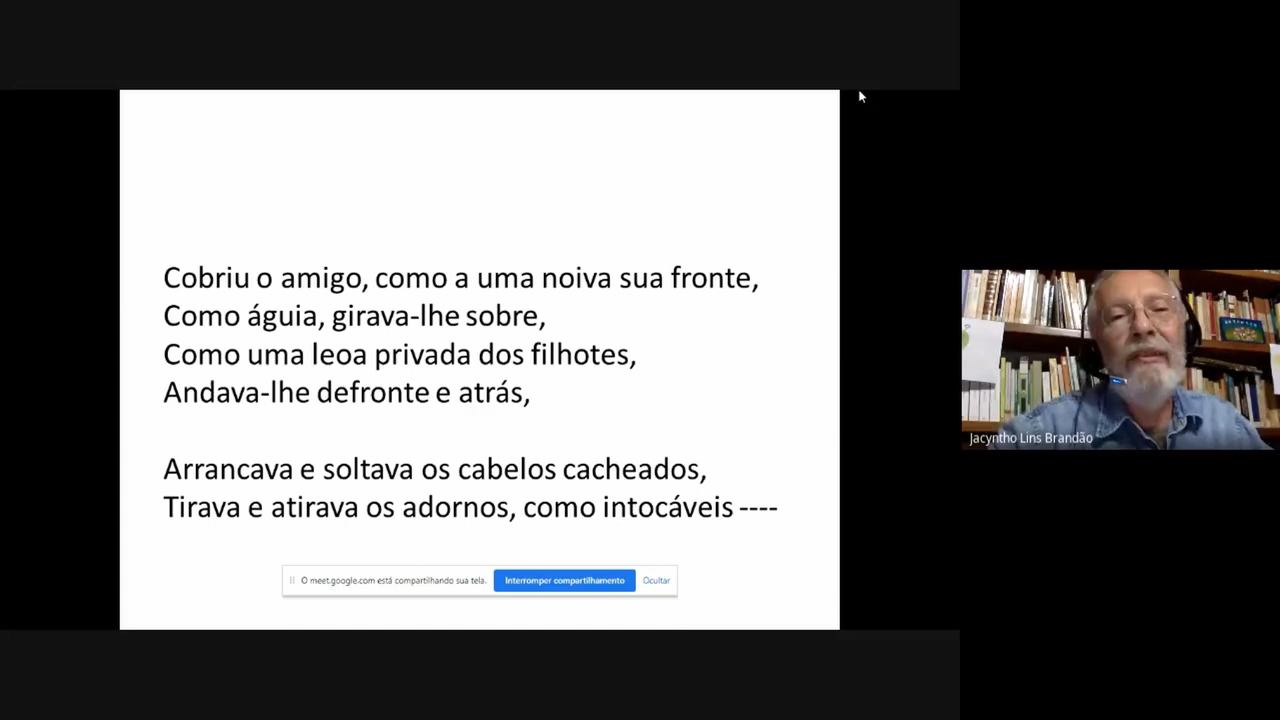 Cobriu o amigo, como a uma noiva sua fronte,
Como águia, girava-lhe sobre,
Como uma leoa privada dos filhotes,
Andava-lhe defronte e atrás,
Arrancava e soltava os cabelos cacheados,
Tirava e atirava os adornos, como intocáveis ----
O meet.google.com está compartilhando sua tela.
Interromper compartilhamento
Ocultar
Jacyntho Lins Brandão